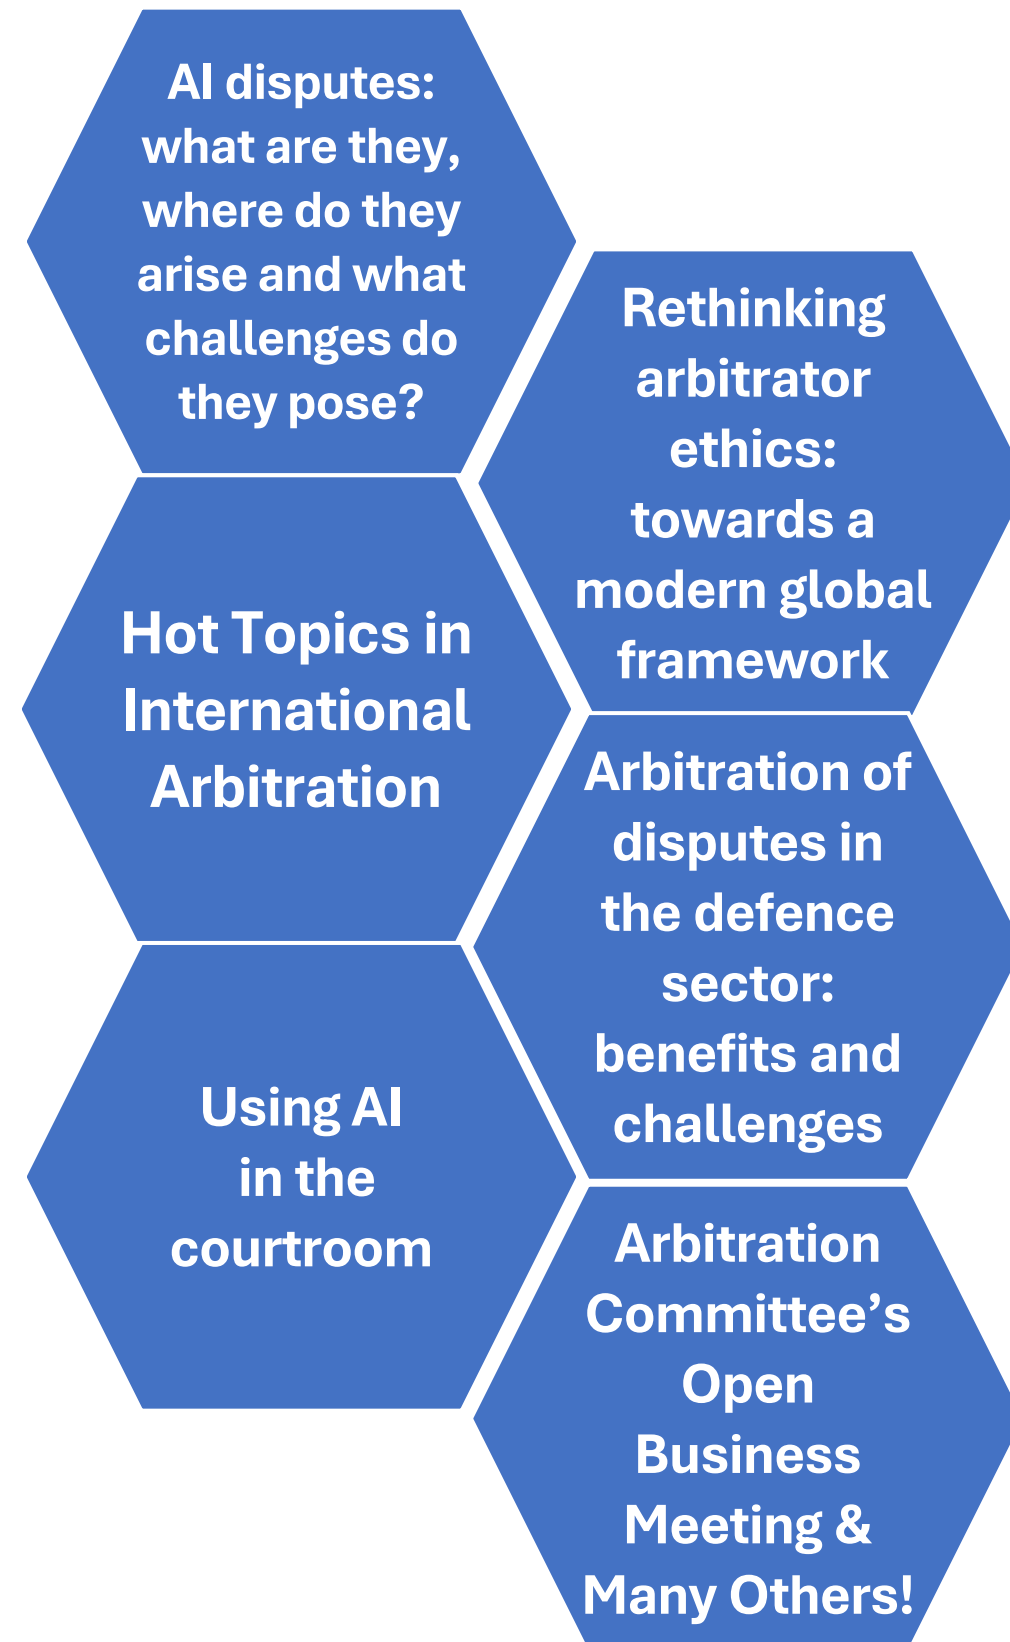 AI disputes:
what are they,
where do they
arise and what
challenges do
they pose?
Rethinking
arbitrator
ethics:
towards a
modern global
framework
Hot Topics in
International
Arbitration
Arbitration of
disputes in
the defence
sector:
benefits and
challenges
Using AI
in the
courtroom
Arbitration
Committee’s
Open
Business
Meeting &
Many Others!